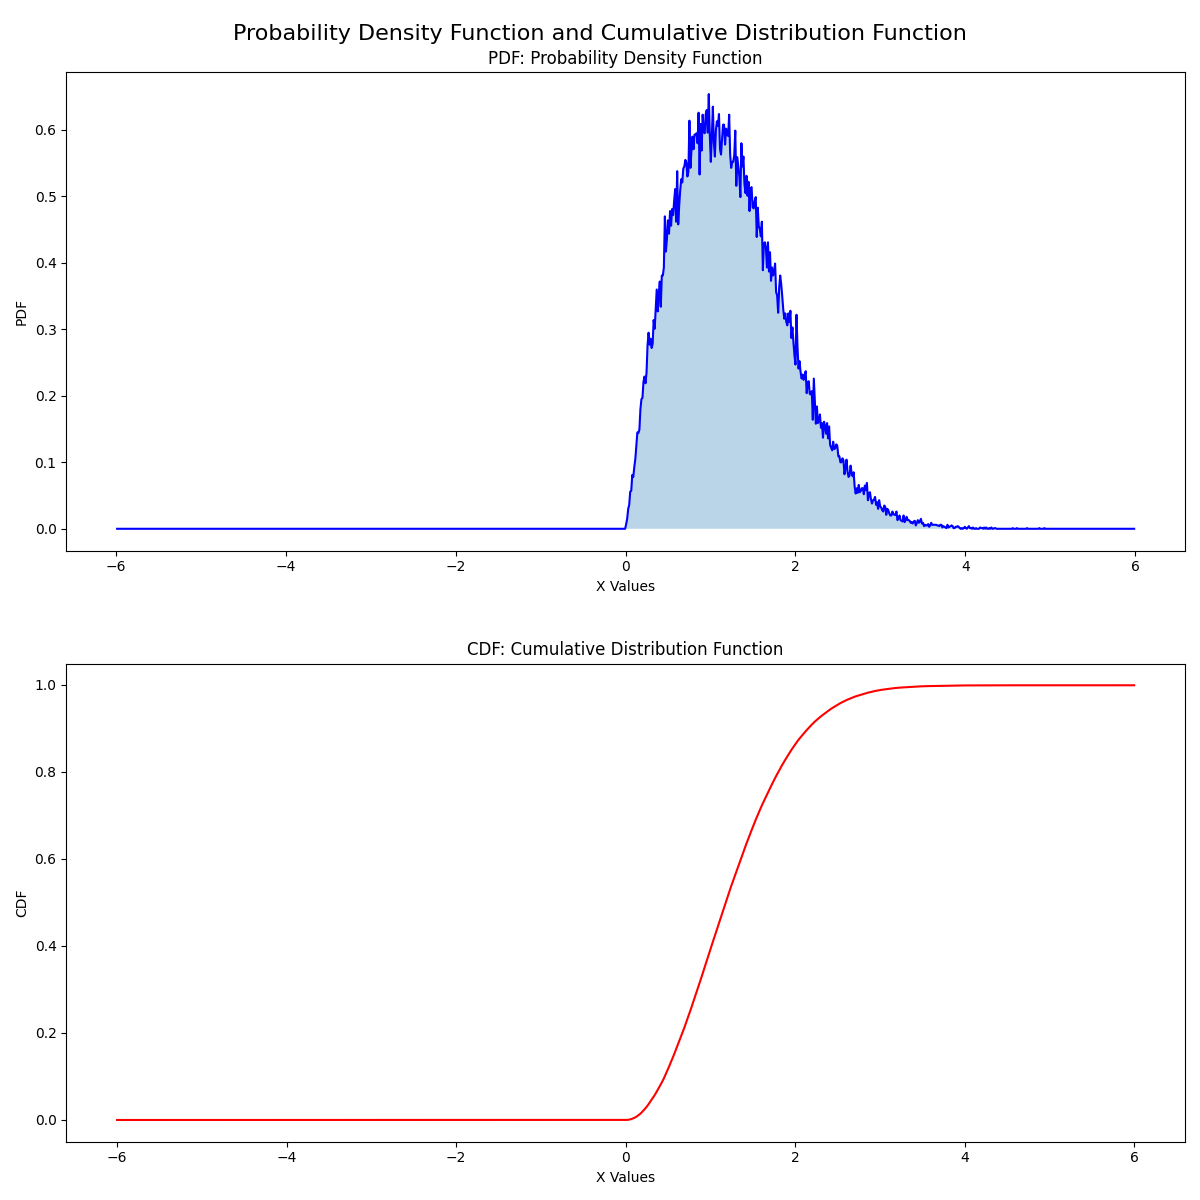 Probability Density Function and Cumulative Distribution Function
PDF: Probability Density Function
0.6
0.5
0.4
0.3
0.2
0.1
0.0
PDF
−6 −4 −2 0 2 4 6
X Values
CDF: Cumulative Distribution Function
1.0
0.8
0.6
0.4
0.2
0.0
CDF
−6 −4 −2 0 2 4 6
X Values